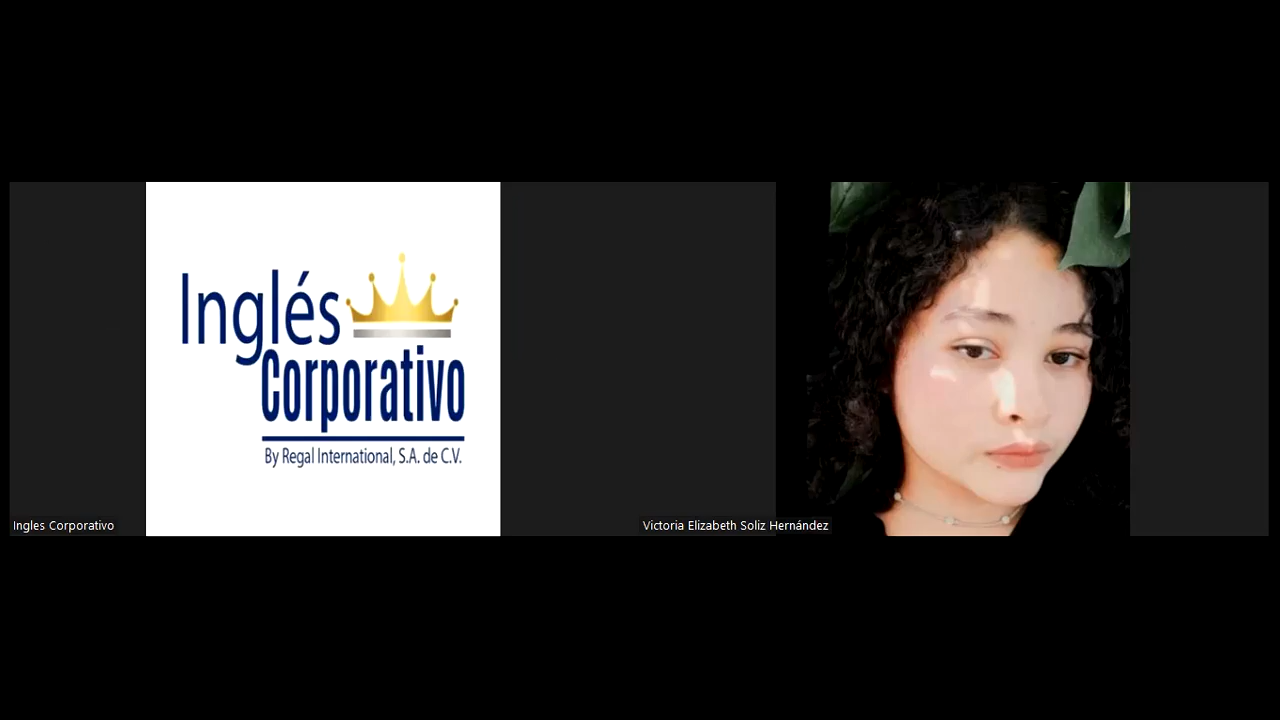 Inglés
Corporativo
By Regal International, S.A. de C.V.
Ingles Corporativo
Victoria Elizabeth Soliz Hernández